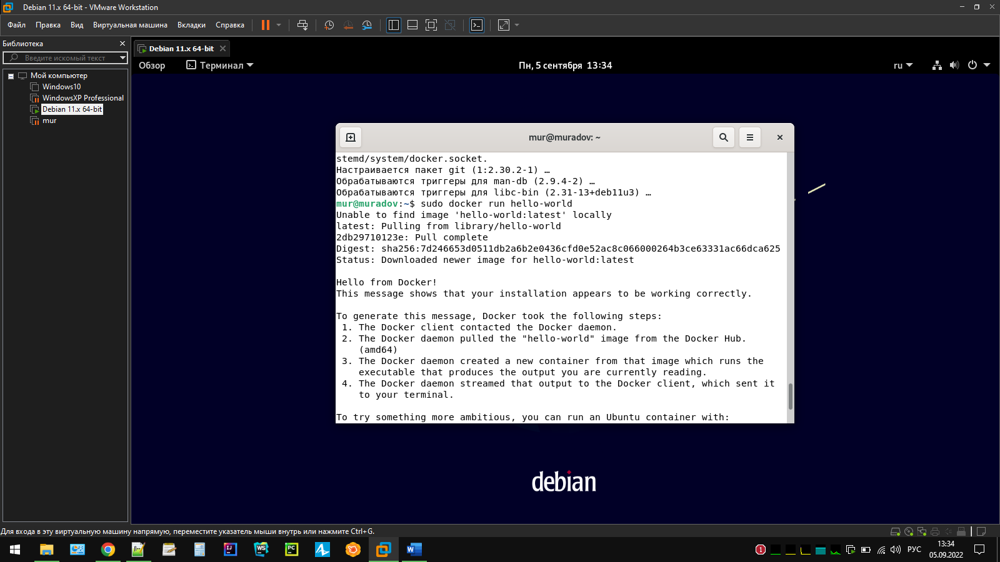 Debian 11.x 64-bit - VMware Workstation
Файл Правка Вид Виртуальная машина Вкладки Справка
Библиотека
Введите искомый текст
Мой компьютер
Windows10
WindowsXP Professional
Debian 11.x 64-bit
mur
Debian 11.x 64-bit
Обзор Терминал Пн, 5 сентября 13:34 ru
mur@muradov: ~
stemd/system/docker.socket.
Настраивается пакет git (1:2.30.2-1) …
Обрабатываются триггеры для man-db (2.9.4-2) …
Обрабатываются триггеры для libc-bin (2.31-13+deb11u3) …
mur@muradov:~$ sudo docker run hello-world
Unable to find image 'hello-world:latest' locally
latest: Pulling from library/hello-world
2db29710123e: Pull complete
Digest: sha256:7d246653d0511db2a6b2e0436cfd0e52ac8c066000264b3ce63331ac66dca625
Status: Downloaded newer image for hello-world:latest
Hello from Docker!
This message shows that your installation appears to be working correctly.
To generate this message, Docker took the following steps:
1. The Docker client contacted the Docker daemon.
2. The Docker daemon pulled the "hello-world" image from the Docker Hub.
(amd64)
3. The Docker daemon created a new container from that image which runs the
executable that produces the output you are currently reading.
4. The Docker daemon streamed that output to the Docker client, which sent it
to your terminal.
To try something more ambitious, you can run an Ubuntu container with:
debian
Для входа в эту виртуальную машину напрямую, переместите указатель мыши внутрь или нажмите Ctrl+G.
РУС
13:34
05.09.2022